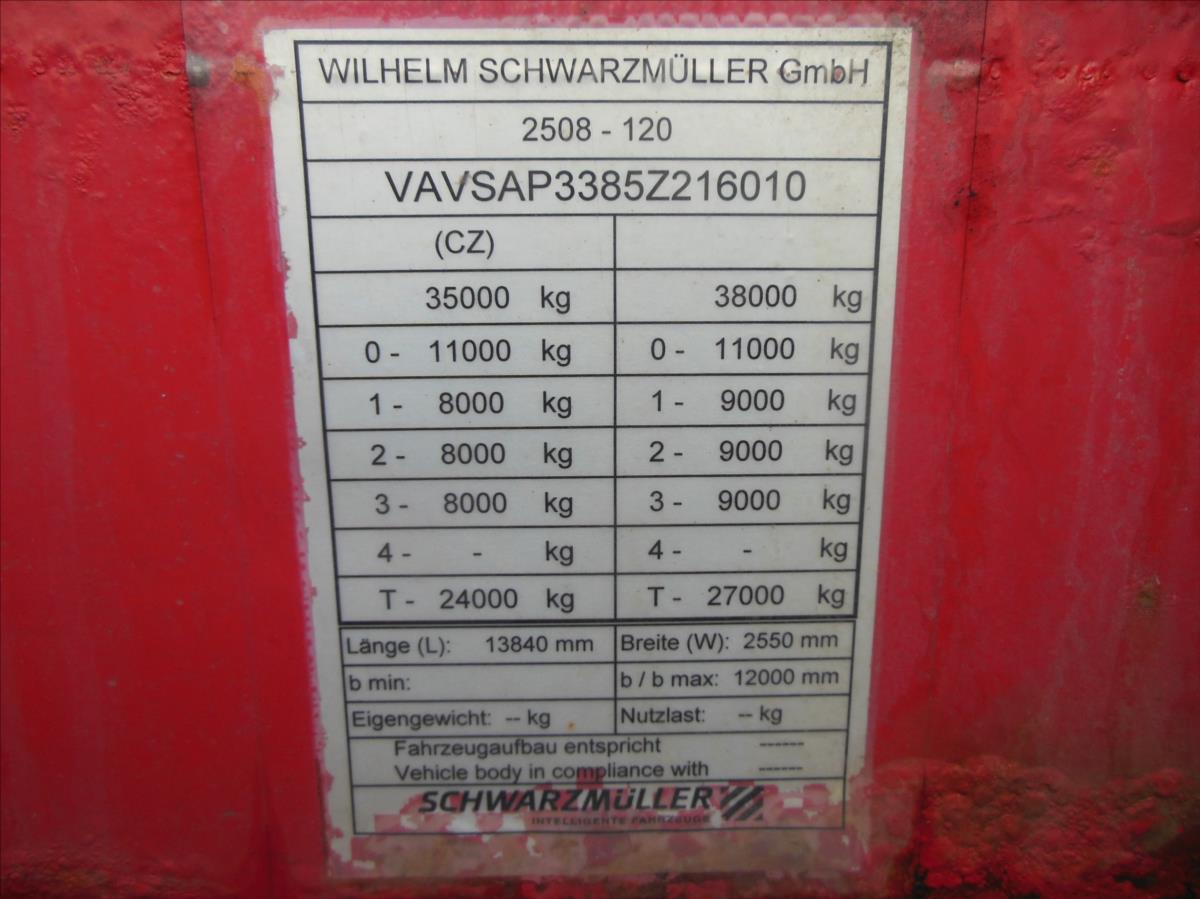 WILHELM SCHWARZMÜLLER GmbH
2508 - 120
VAVSAP3385Z216010
(CZ)
35000 kg 38000 kg
0 - 11000 kg 0 - 11000 kg
1 - 8000 kg 1 - 9000 kg
2 - 8000 kg 2 - 9000 kg
3 - 8000 kg 3 - 9000 kg
4 - - kg 4 - - kg
T - 24000 kg T - 27000 kg
Länge (L): 13840 mm Breite (W): 2550 mm
b min: b / b max: 12000 mm
Eigengewicht: -- kg Nutzlast: -- kg
Fahrzeugaufbau entspricht ------
Vehicle body in compliance with ------
SCHWARZMÜLLER
INTELLIGENTE FAHRZEUGE